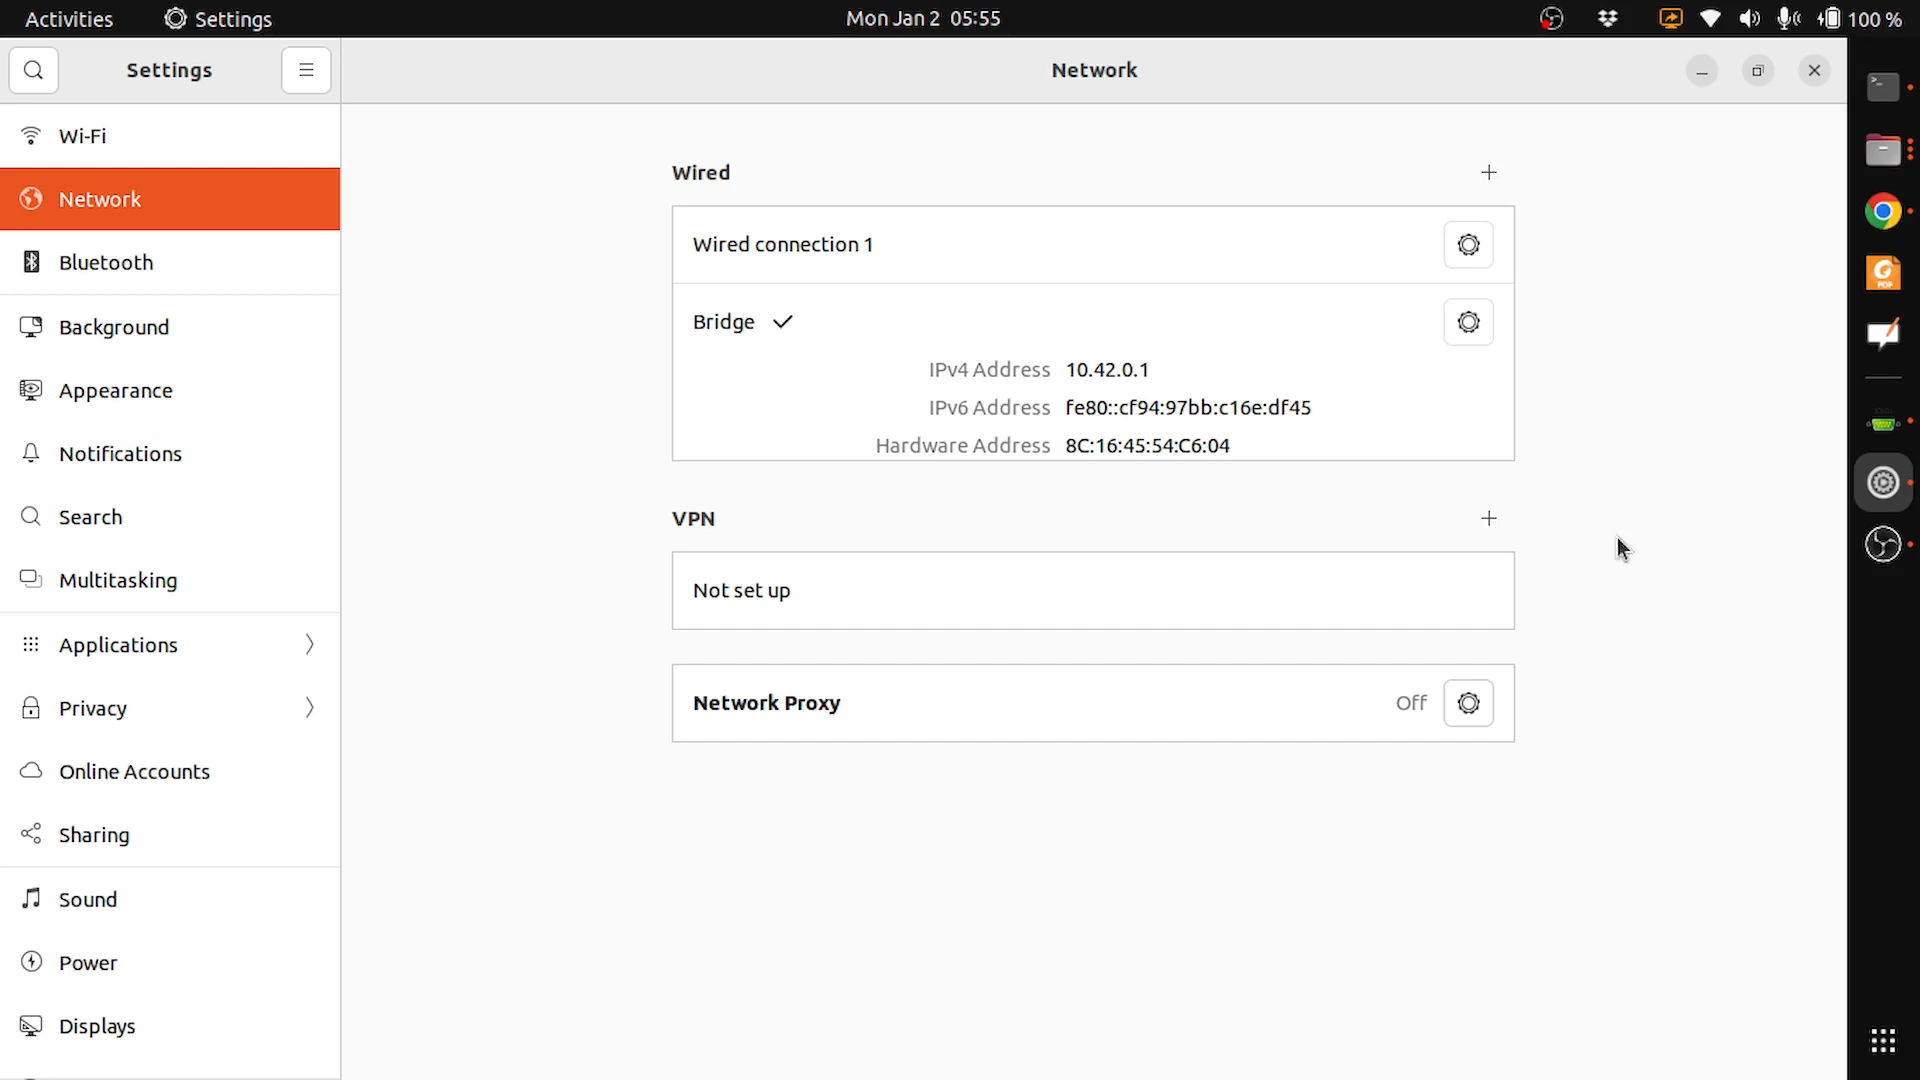 Activities
Settings
Mon Jan 2 05:55
100 %
Settings
Network
Wi-Fi
Network
Bluetooth
Background
Appearance
Notifications
Search
Multitasking
Applications
Privacy
Online Accounts
Sharing
Sound
Power
Displays
Wired
Wired connection 1
Bridge
IPv4 Address 10.42.0.1
IPv6 Address fe80::cf94:97bb:c16e:df45
Hardware Address 8C:16:45:54:C6:04
VPN
Not set up
Network Proxy Off
PDF